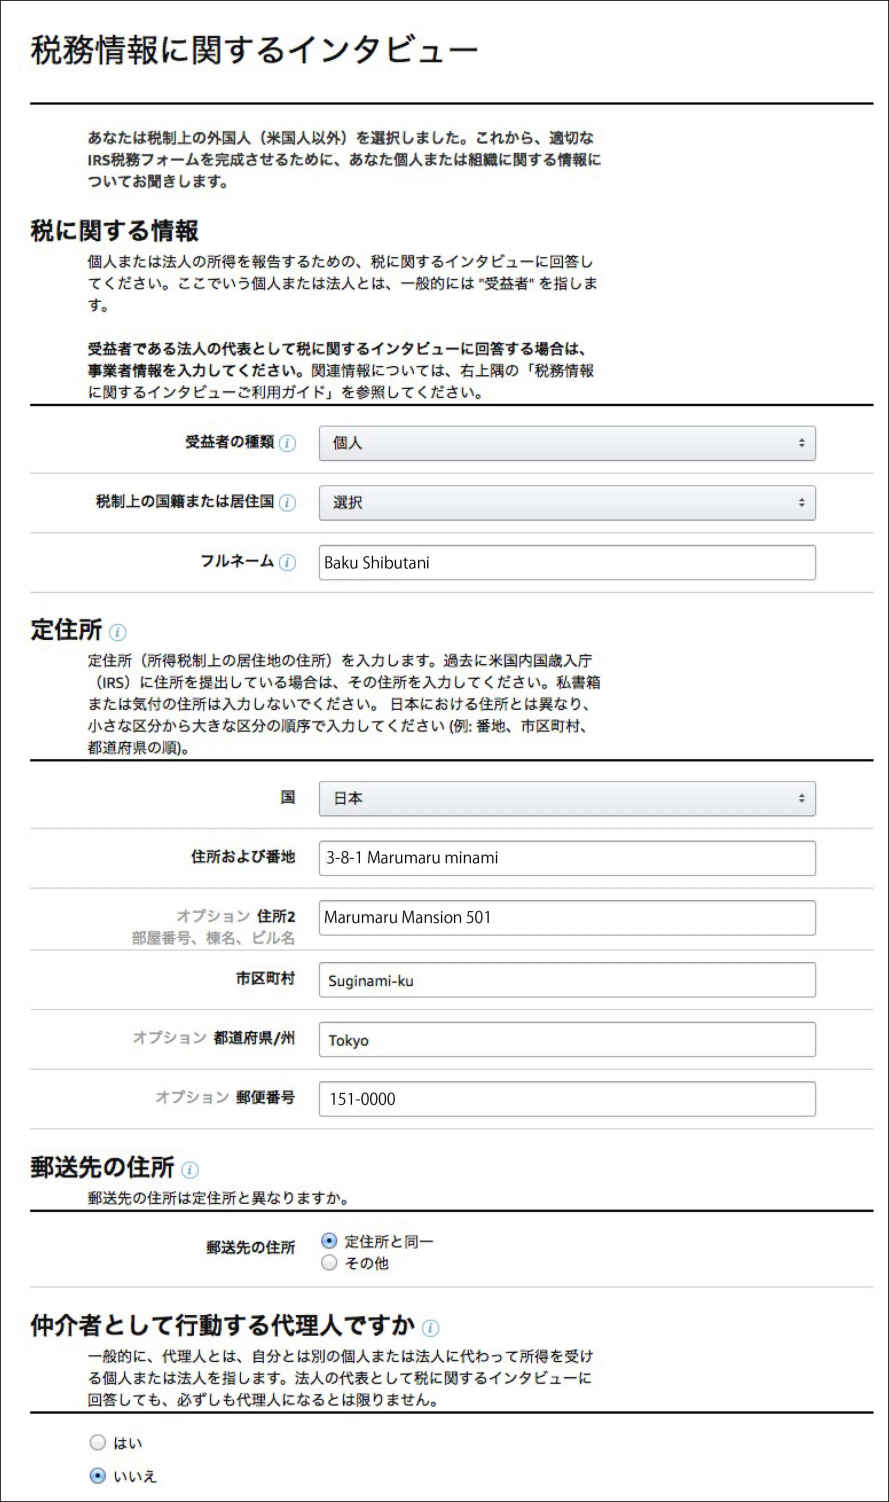 税務情報に関するインタビュー
あなたは税制上の外国人（米国人以外）を選択しました。これから、適切な
IRS税務フォームを完成させるために、あなた個人または組織に関する情報に
ついてお聞きします。
税に関する情報
個人または法人の所得を報告するための、税に関するインタビューに回答し
てください。ここでいう個人または法人とは、一般的には "受益者" を指しま
す。
受益者である法人の代表として税に関するインタビューに回答する場合は、
事業者情報を入力してください。関連情報については、右上隅の「税務情報
に関するインタビューご利用ガイド」を参照してください。
受益者の種類 i 個人
税制上の国籍または居住国 i 選択
フルネーム i Baku Shibutani
定住所 i
定住所（所得税制上の居住地の住所）を入力します。過去に米国内国歳入庁
（IRS）に住所を提出している場合は、その住所を入力してください。私書箱
または気付の住所は入力しないでください。 日本における住所とは異なり、
小さな区分から大きな区分の順序で入力してください (例: 番地、市区町村、
都道府県の順)。
国 日本
住所および番地 3-8-1 Marumaru minami
オプション 住所2 Marumaru Mansion 501
部屋番号、棟名、ビル名
市区町村 Suginami-ku
オプション 都道府県/州 Tokyo
オプション 郵便番号 151-0000
郵送先の住所 i
郵送先の住所は定住所と異なりますか。
郵送先の住所 定住所と同一
その他
仲介者として行動する代理人ですか i
一般的に、代理人とは、自分とは別の個人または法人に代わって所得を受け
る個人または法人を指します。法人の代表として税に関するインタビューに
回答しても、必ずしも代理人になるとは限りません。
はい
いいえ